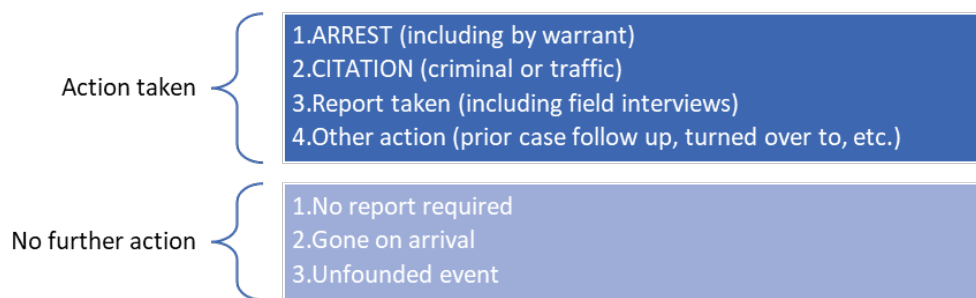 Action taken
1.ARREST (including by warrant)
2.CITATION (criminal or traffic)
3.Report taken (including field interviews)
4.Other action (prior case follow up, turned over to, etc.)
No further action
1.No report required
2.Gone on arrival
3.Unfounded event